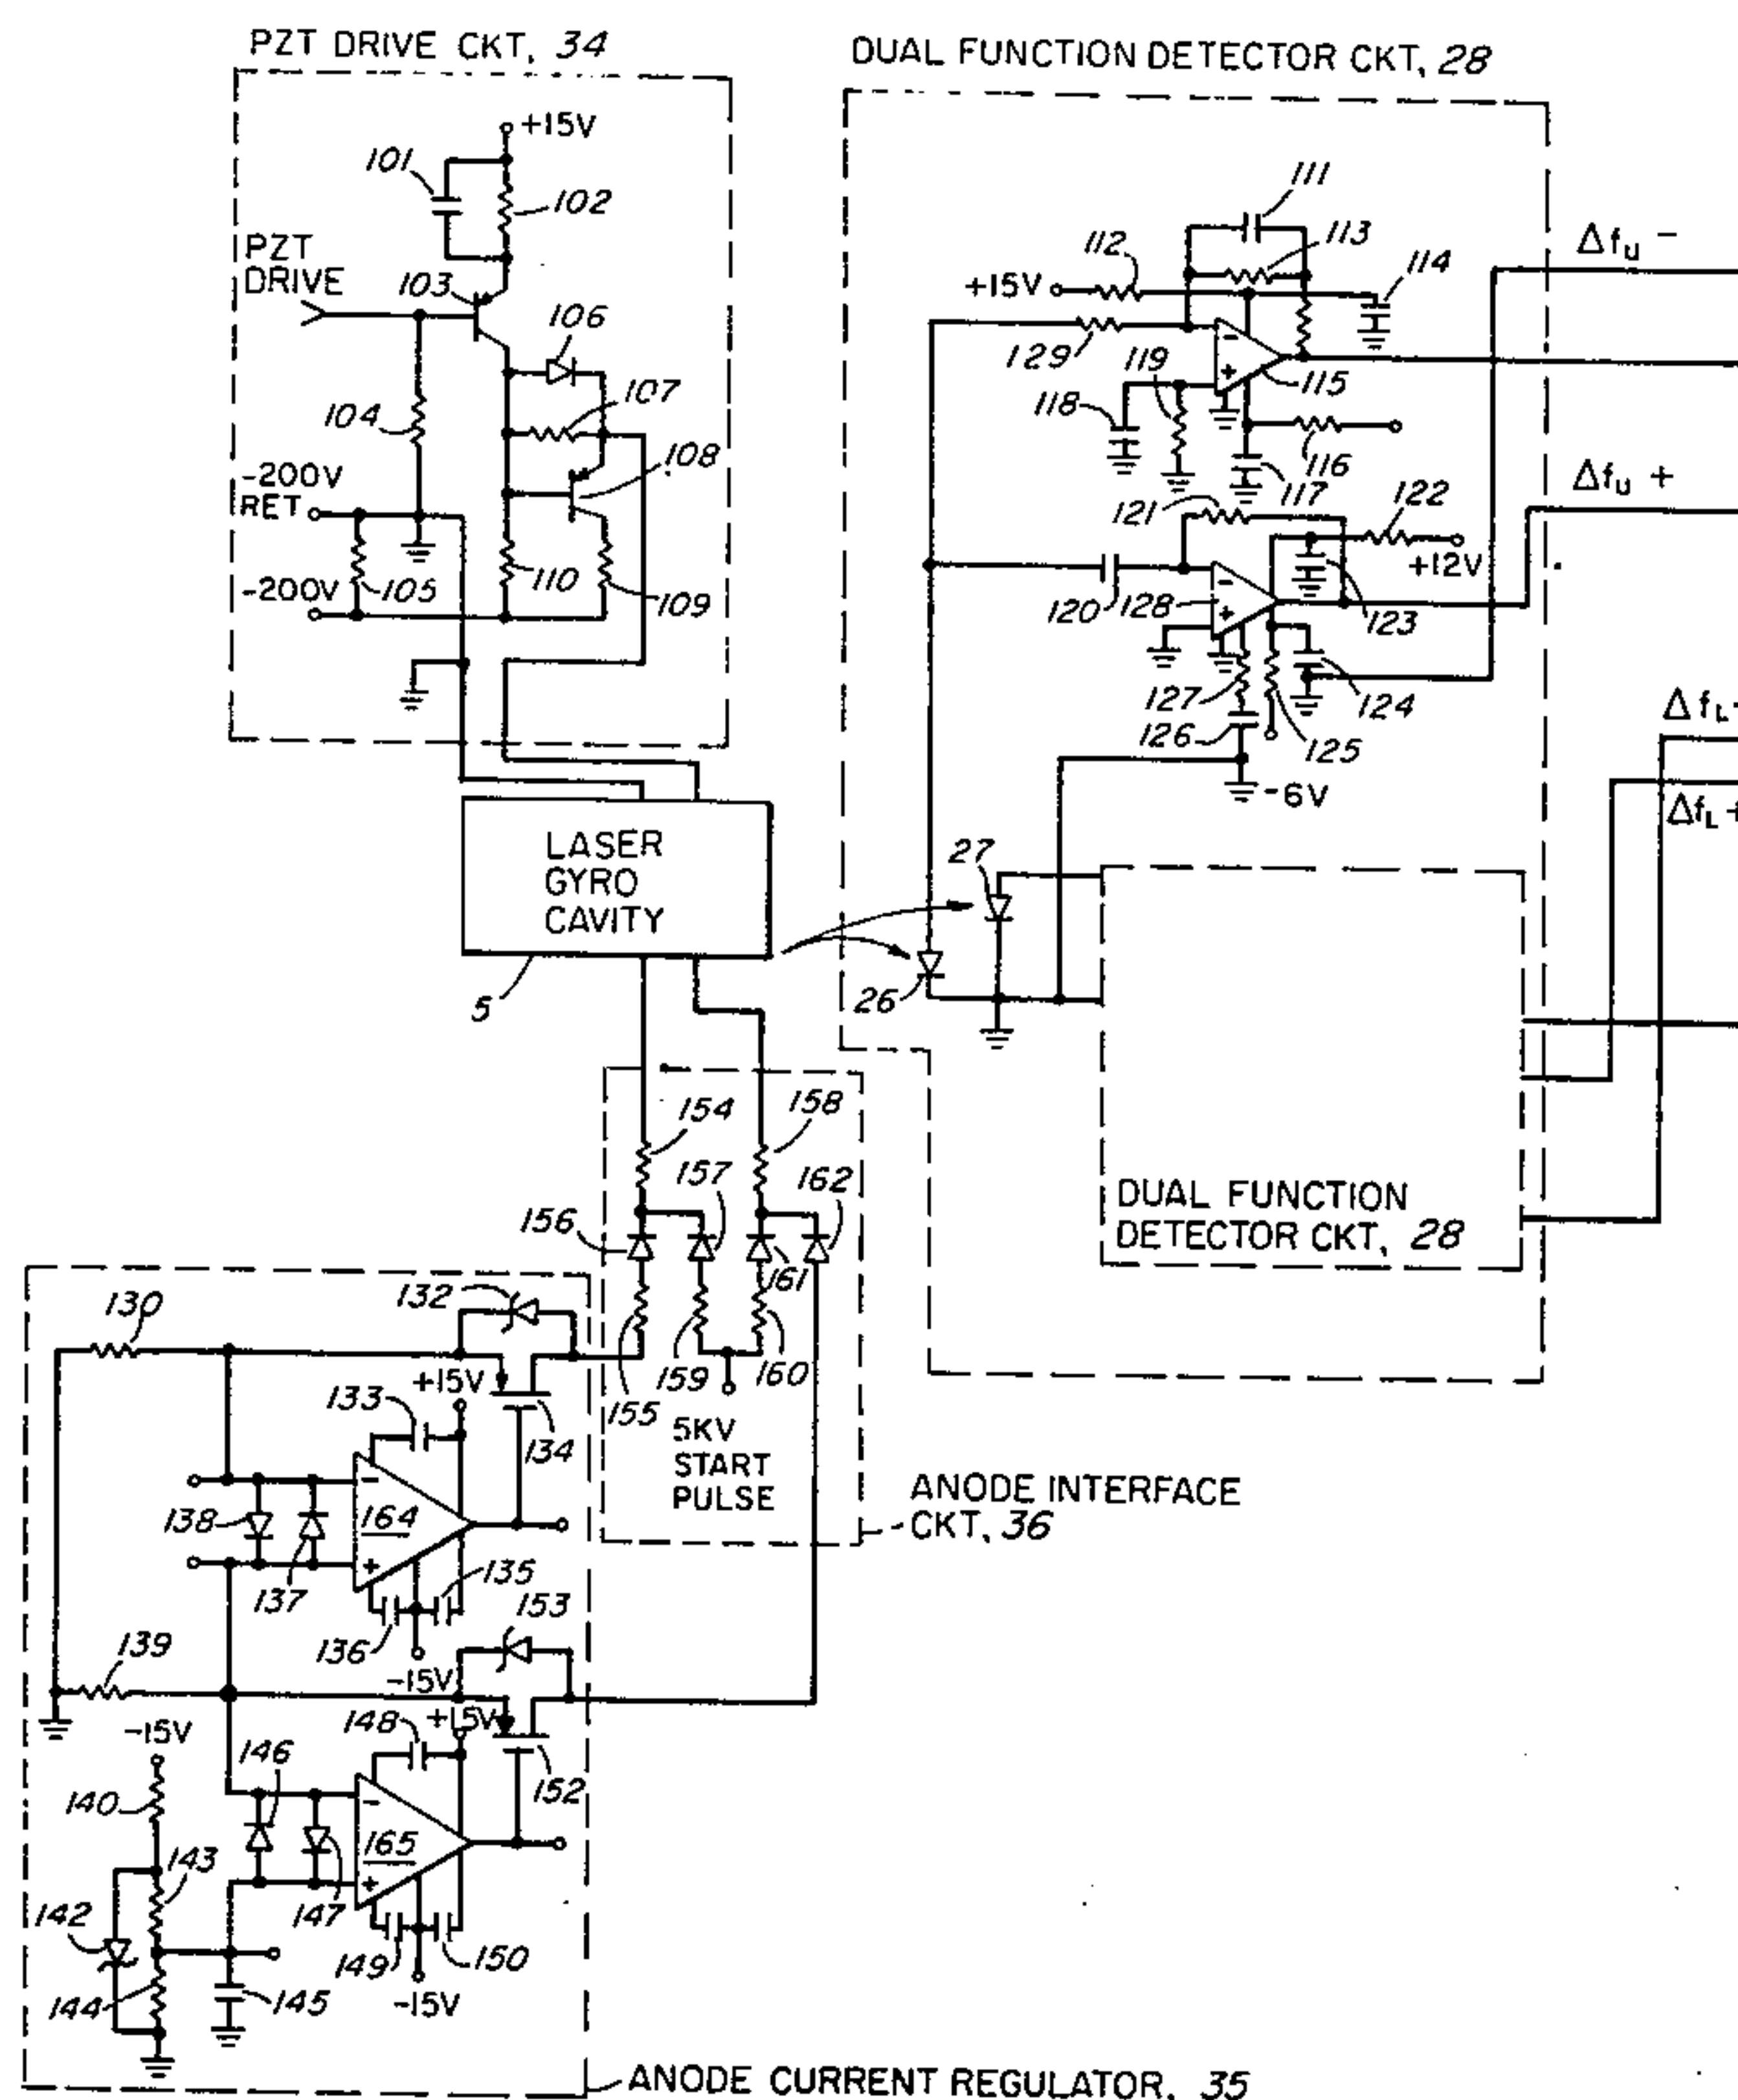 PZT DRIVE CKT, 34
DUAL FUNCTION DETECTOR CKT, 28
+15V
101
102
PZT
DRIVE
103
106
107
104
108
-200V
RET
110
105
109
-200V
111
112
113
114
+15V
129
119
115
118
116
117
121
122
+12V
120
128
123
127
124
126
125
-6V
Δfu -
Δfu +
ΔfL-
ΔfL+
LASER
GYRO
CAVITY
5
27
26
DUAL FUNCTION
DETECTOR CKT, 28
154
158
157
162
156
161
155
159
160
5KV
START
PULSE
ANODE INTERFACE
CKT, 36
130
132
+15V
133
134
138
164
137
135
136
153
-15V
139
-15V
148
+15V
146
152
140
143
165
147
142
149
150
144
145
-15V
ANODE CURRENT REGULATOR, 35